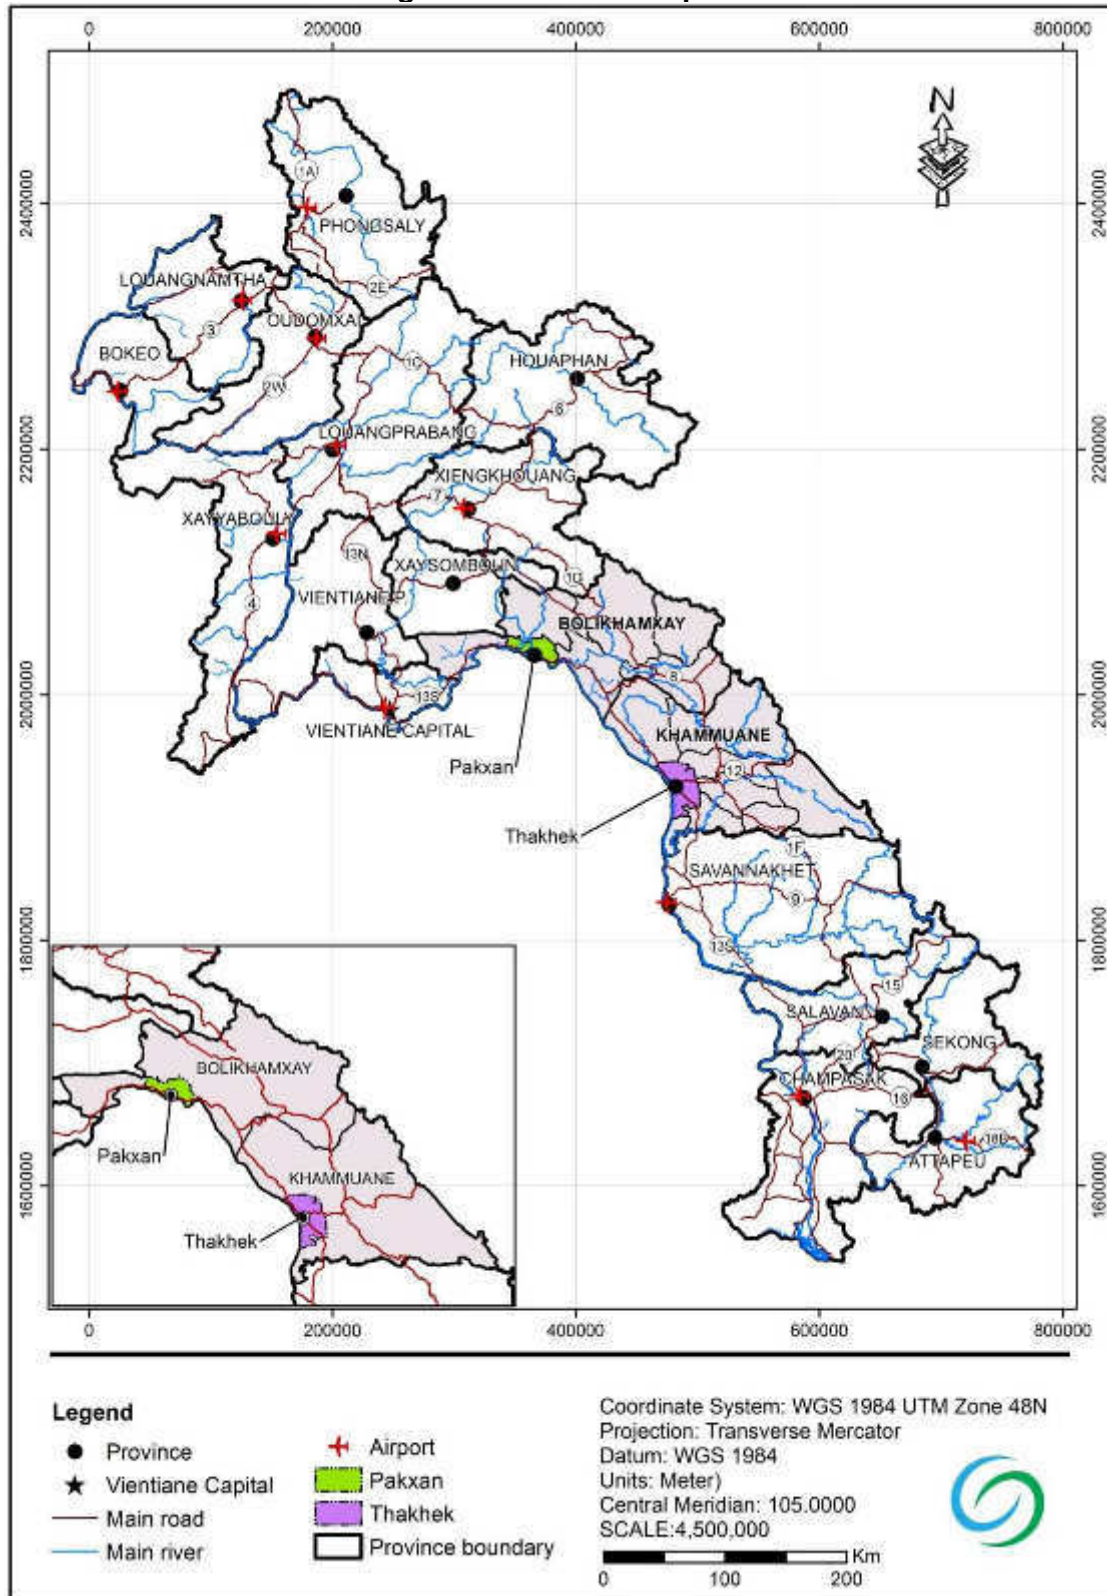 0 200000 400000 600000 800000
N
2400000 2400000
1A
PHONGSALY
LOUANGNAMTHA
2E
OUDOMXAI
3
BOKEO
1C
HOUAPHAN
2W
6
LOUANGPRABANG
2200000 2200000
XIENGKHOUANG
7
XAYYABOULY
13N
XAYSOMBOUN
1D
VIENTIANE P
4
BOLIKHAMXAY
8
2000000 2000000
13S
VIENTIANE CAPITAL
KHAMMUANE
Pakxan
12
Thakhek
1F
SAVANNAKHET
9
13S
1800000 1800000
15
SALAVAN
SEKONG
20
CHAMPASAK
16
18B
ATTAPEU
1600000 1600000
BOLIKHAMXAY
Pakxan
KHAMMUANE
Thakhek
0 200000 400000 600000 800000
Legend
Province
Vientiane Capital
Main road
Main river
Airport
Pakxan
Thakhek
Province boundary
Coordinate System: WGS 1984 UTM Zone 48N
Projection: Transverse Mercator
Datum: WGS 1984
Units: Meter)
Central Meridian: 105.0000
SCALE:4,500,000
Km
0 100 200